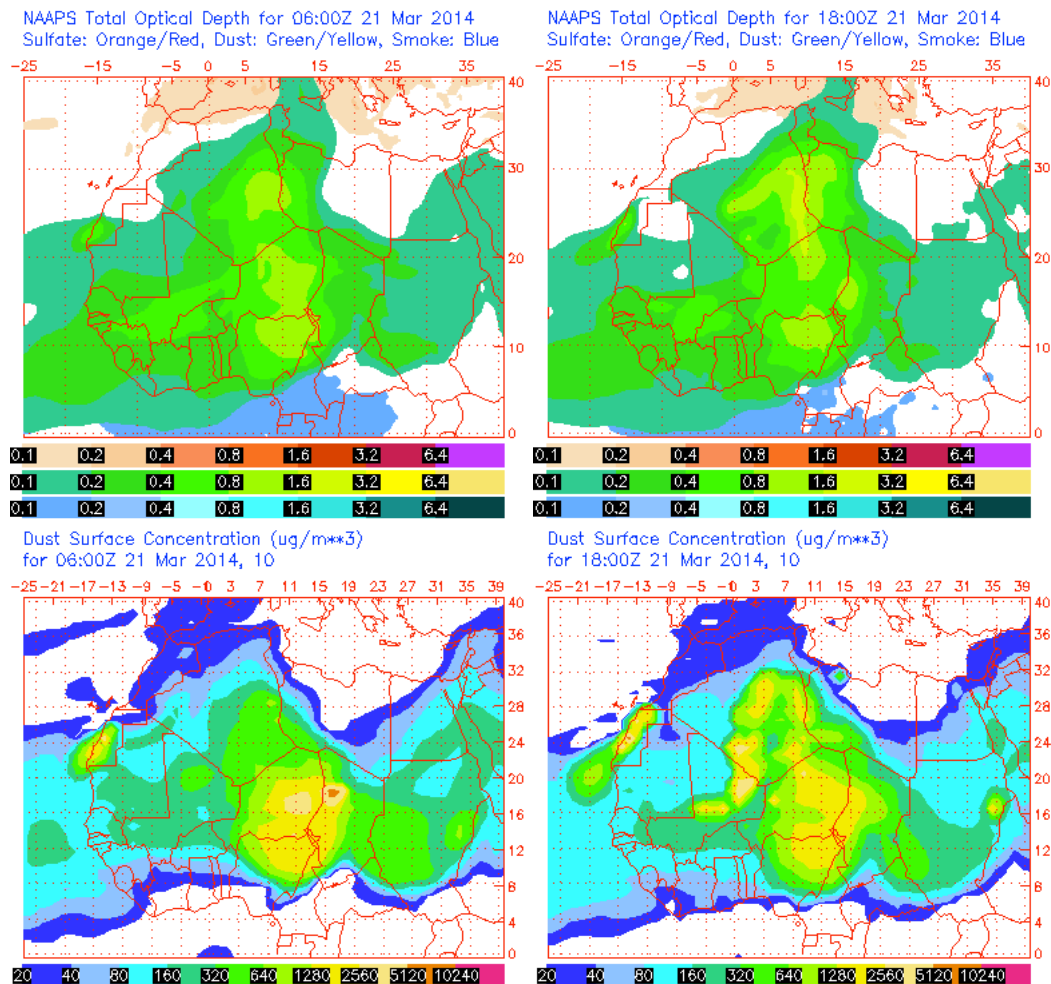 NAAPS Total Optical Depth for 06:00Z 21 Mar 2014
Sulfate: Orange/Red, Dust: Green/Yellow, Smoke: Blue
-25 -15 -5 0 5 15 25 35
40
30
20
10
0
0.1 0.2 0.4 0.8 1.6 3.2 6.4
0.1 0.2 0.4 0.8 1.6 3.2 6.4
0.1 0.2 0.4 0.8 1.6 3.2 6.4
NAAPS Total Optical Depth for 18:00Z 21 Mar 2014
Sulfate: Orange/Red, Dust: Green/Yellow, Smoke: Blue
-25 -15 -5 0 5 15 25 35
40
30
20
10
0
0.1 0.2 0.4 0.8 1.6 3.2 6.4
0.1 0.2 0.4 0.8 1.6 3.2 6.4
0.1 0.2 0.4 0.8 1.6 3.2 6.4
Dust Surface Concentration (ug/m**3)
for 06:00Z 21 Mar 2014, 10
-25 -21 -17 -13 -9 -5 0 3 7 11 15 19 23 27 31 35 39
40
36
32
28
24
20
16
12
8
4
0
20 40 80 160 320 640 1280 2560 5120 10240
Dust Surface Concentration (ug/m**3)
for 18:00Z 21 Mar 2014, 10
-25 -21 -17 -13 -9 -5 0 3 7 11 15 19 23 27 31 35 39
40
36
32
28
24
20
16
12
8
4
0
20 40 80 160 320 640 1280 2560 5120 10240